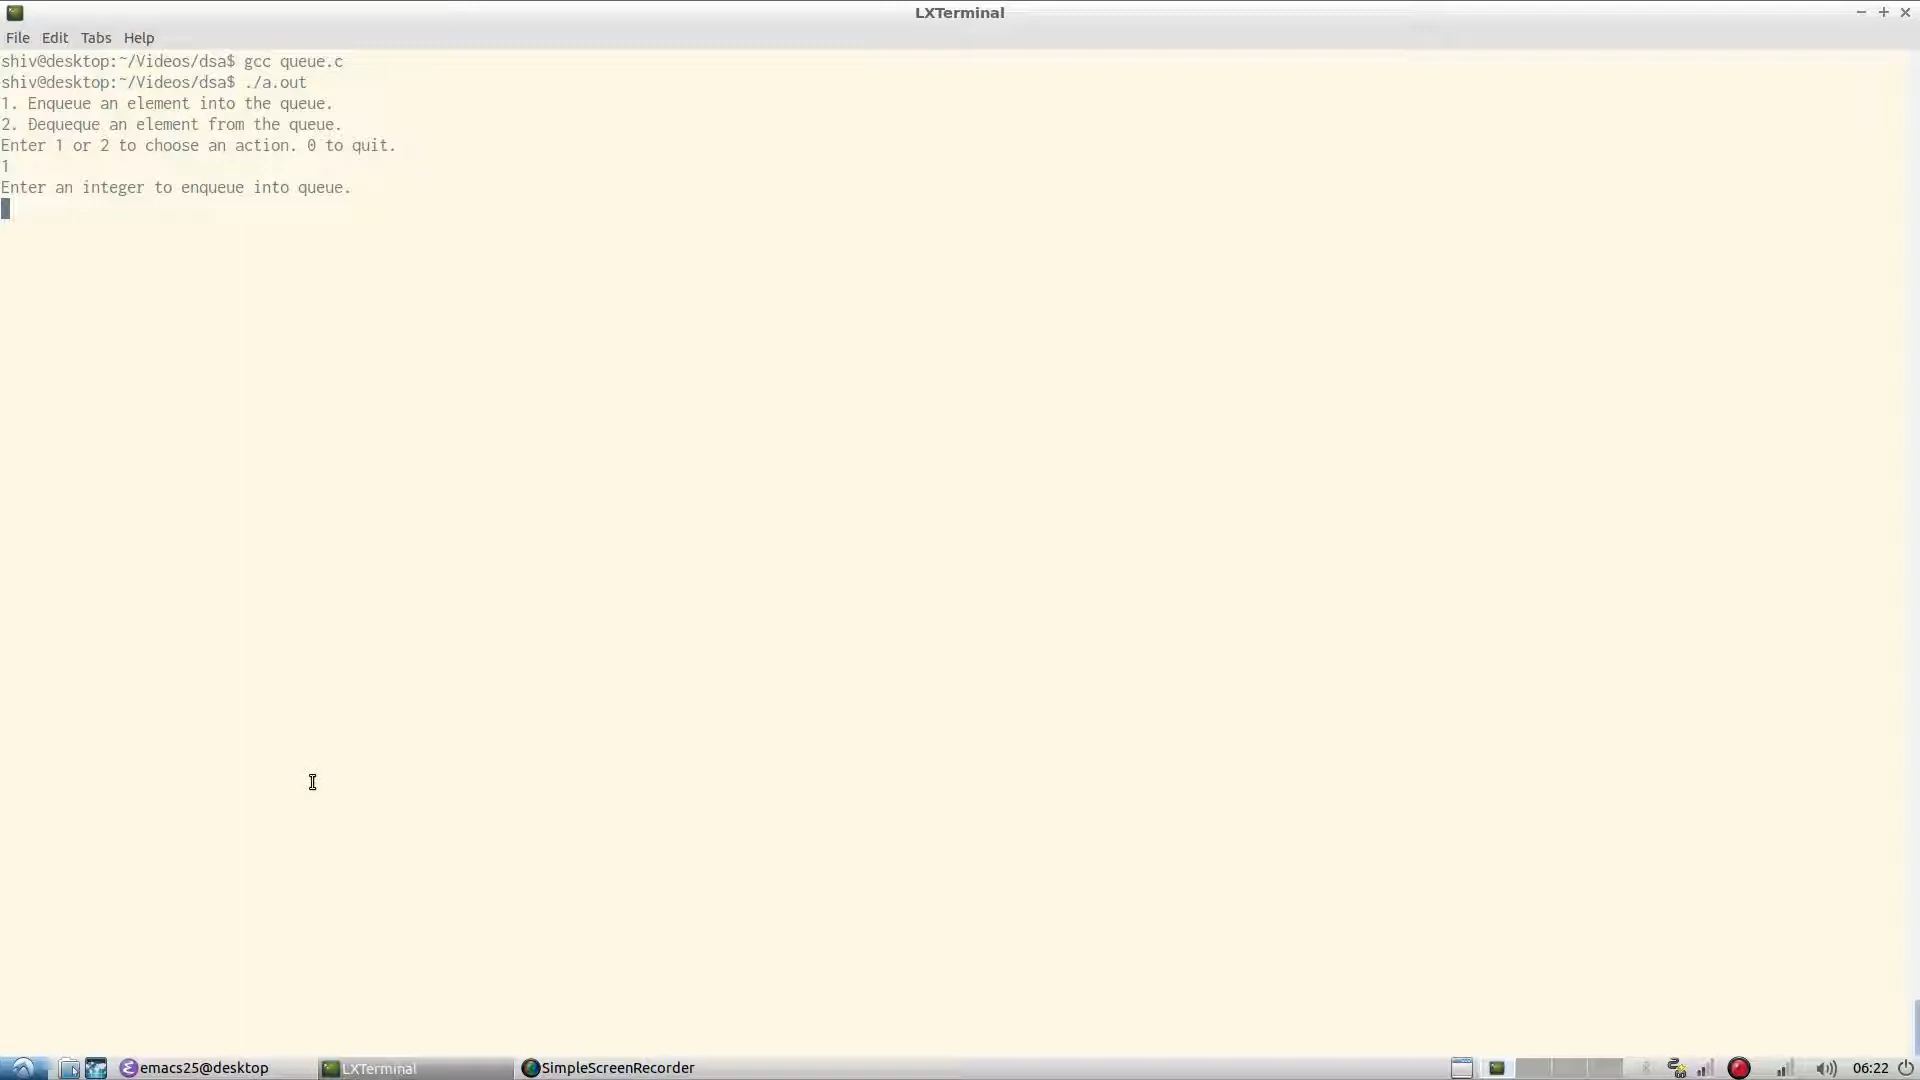 LXTerminal
File Edit Tabs Help
shiv@desktop:~/Videos/dsa$ gcc queue.c
shiv@desktop:~/Videos/dsa$ ./a.out
1. Enqueue an element into the queue.
2. Dequeque an element from the queue.
Enter 1 or 2 to choose an action. 0 to quit.
1
Enter an integer to enqueue into queue.
emacs25@desktop LXTerminal SimpleScreenRecorder 06:22